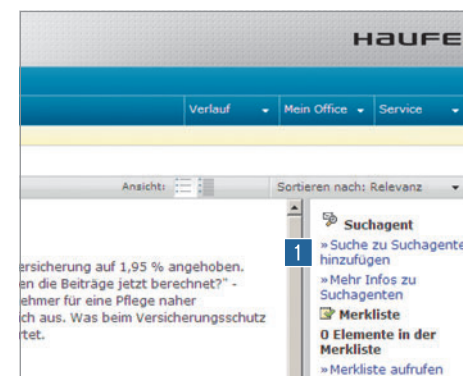 HAUFE
Verlauf Mein Office Service
Ansicht: Sortieren nach: Relevanz
Suchagent
1
»Suche zu Suchagente
hinzufügen
»Mehr Infos zu
Suchagenten
Merkliste
0 Elemente in der
Merkliste
»Merkliste aufrufen
ersicherung auf 1,95 % angehoben.
en die Beiträge jetzt berechnet?" -
ehmer für eine Pflege naher
ich aus. Was beim Versicherungsschutz
rtet.